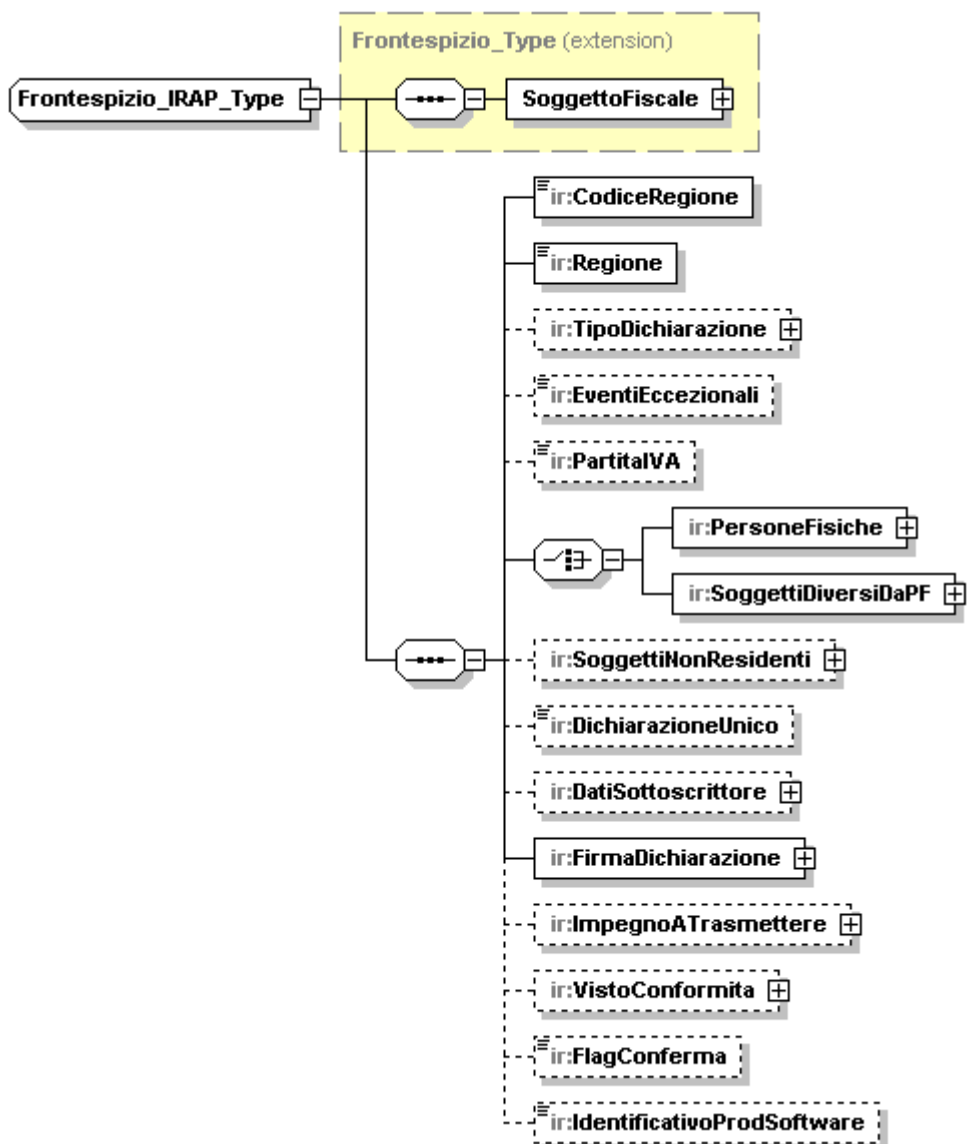 Frontespizio_Type (extension)
Frontespizio_IRAP_Type
SoggettoFiscale
ir:CodiceRegione
ir:Regione
ir:TipoDichiarazione
ir:EventiEccezionali
ir:PartitaIVA
ir:PersoneFisiche
ir:SoggettiDiversiDaPF
ir:SoggettiNonResidenti
ir:DichiarazioneUnico
ir:DatiSottoscrittore
ir:FirmaDichiarazione
ir:ImpegnoATrasmettere
ir:VistoConformita
ir:FlagConferma
ir:IdentificativoProdSoftware